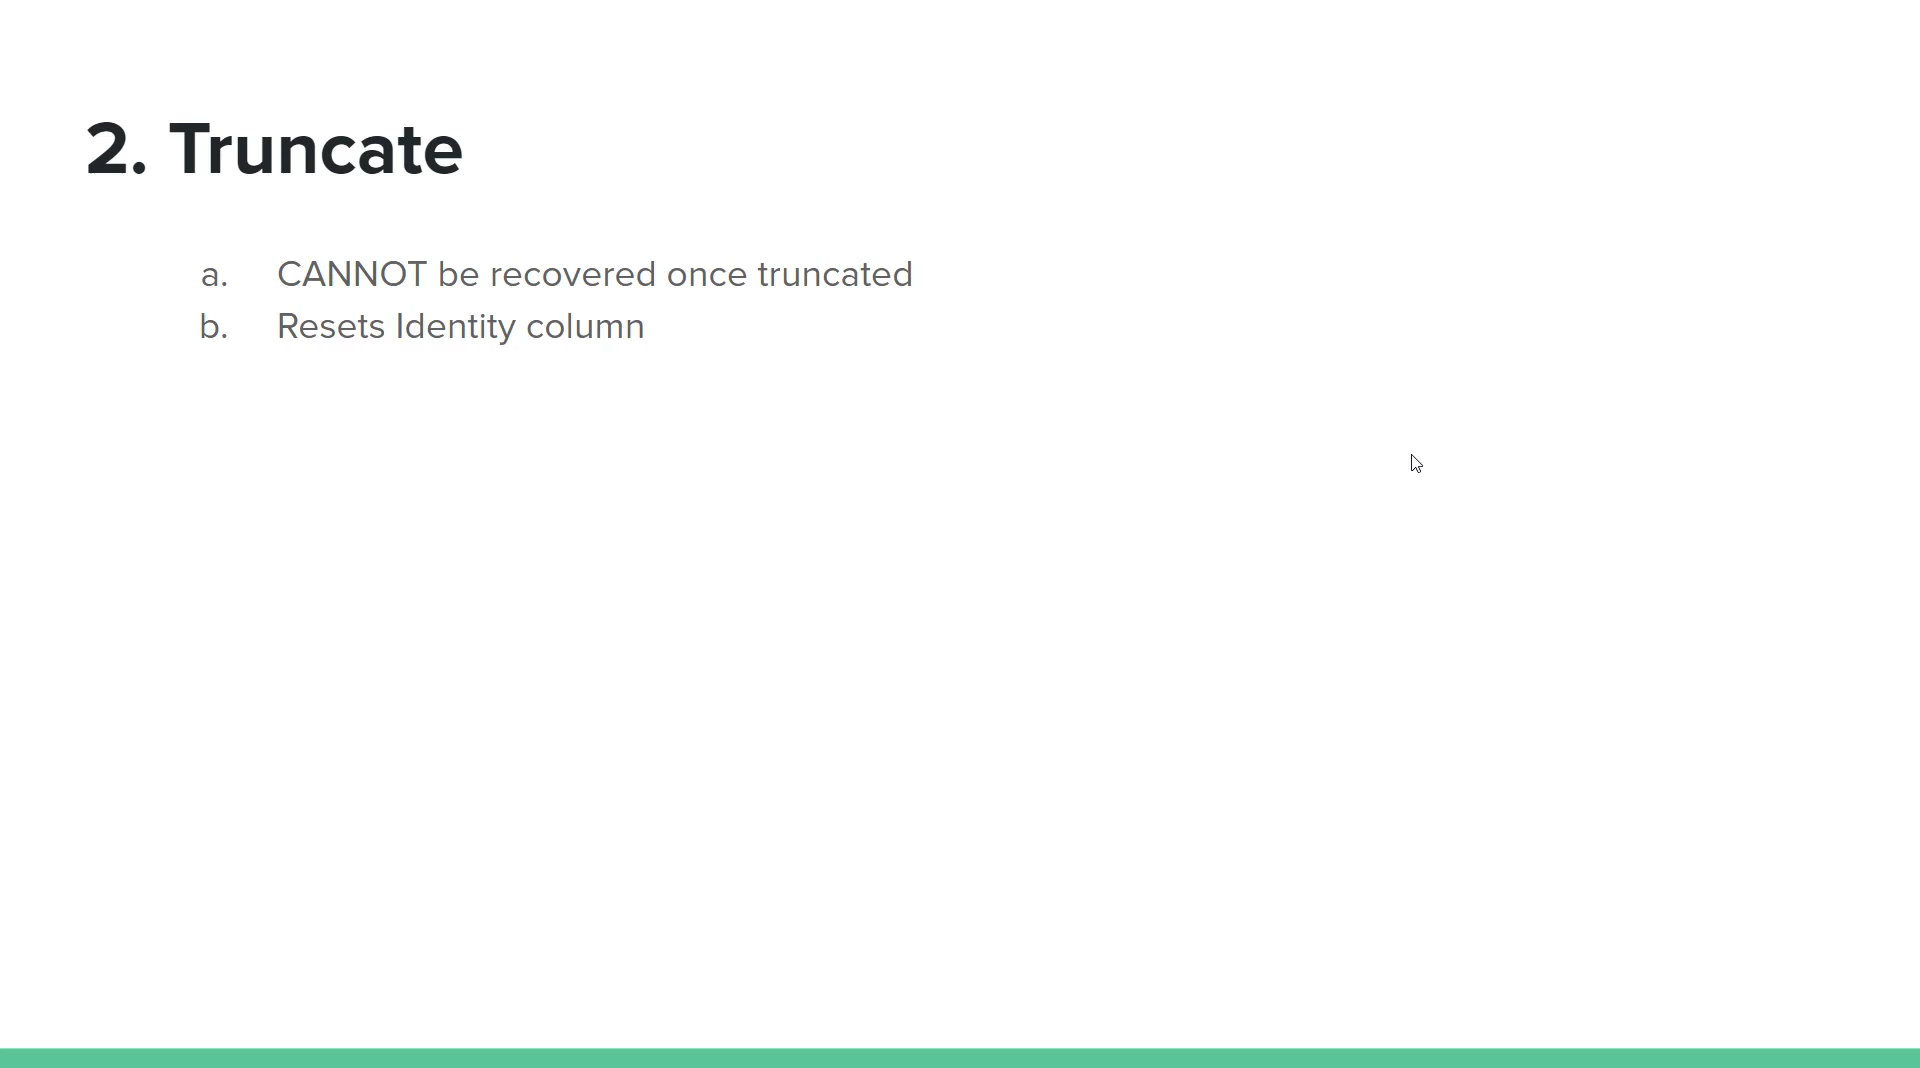 2. Truncate
a. CANNOT be recovered once truncated
b. Resets Identity column